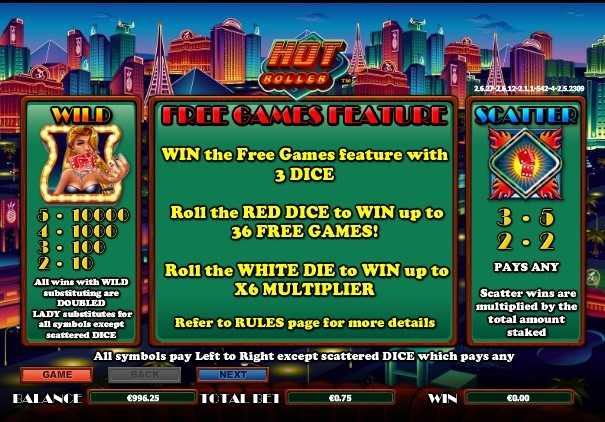 HOT
ROLLER™
2.6.27-2.6.12-2.1.1-542-4-2.5.2309
WILD
5 - 10000
4 - 1000
3 - 100
2 - 10
All wins with WILD
substituting are
DOUBLED
LADY substitutes for
all symbols except
scattered DICE
FREE GAMES FEATURE
WIN the Free Games feature with
3 DICE
Roll the RED DICE to WIN up to
36 FREE GAMES!
Roll the WHITE DIE to WIN up to
X6 MULTIPLIER
Refer to RULES page for more details
SCATTER
3 - 5
2 - 2
PAYS ANY
Scatter wins are
multiplied by the
total amount
staked
All symbols pay Left to Right except scattered DICE which pays any
GAME BACK NEXT
BALANCE €996.25 TOTAL BET €0.75 WIN €0.00